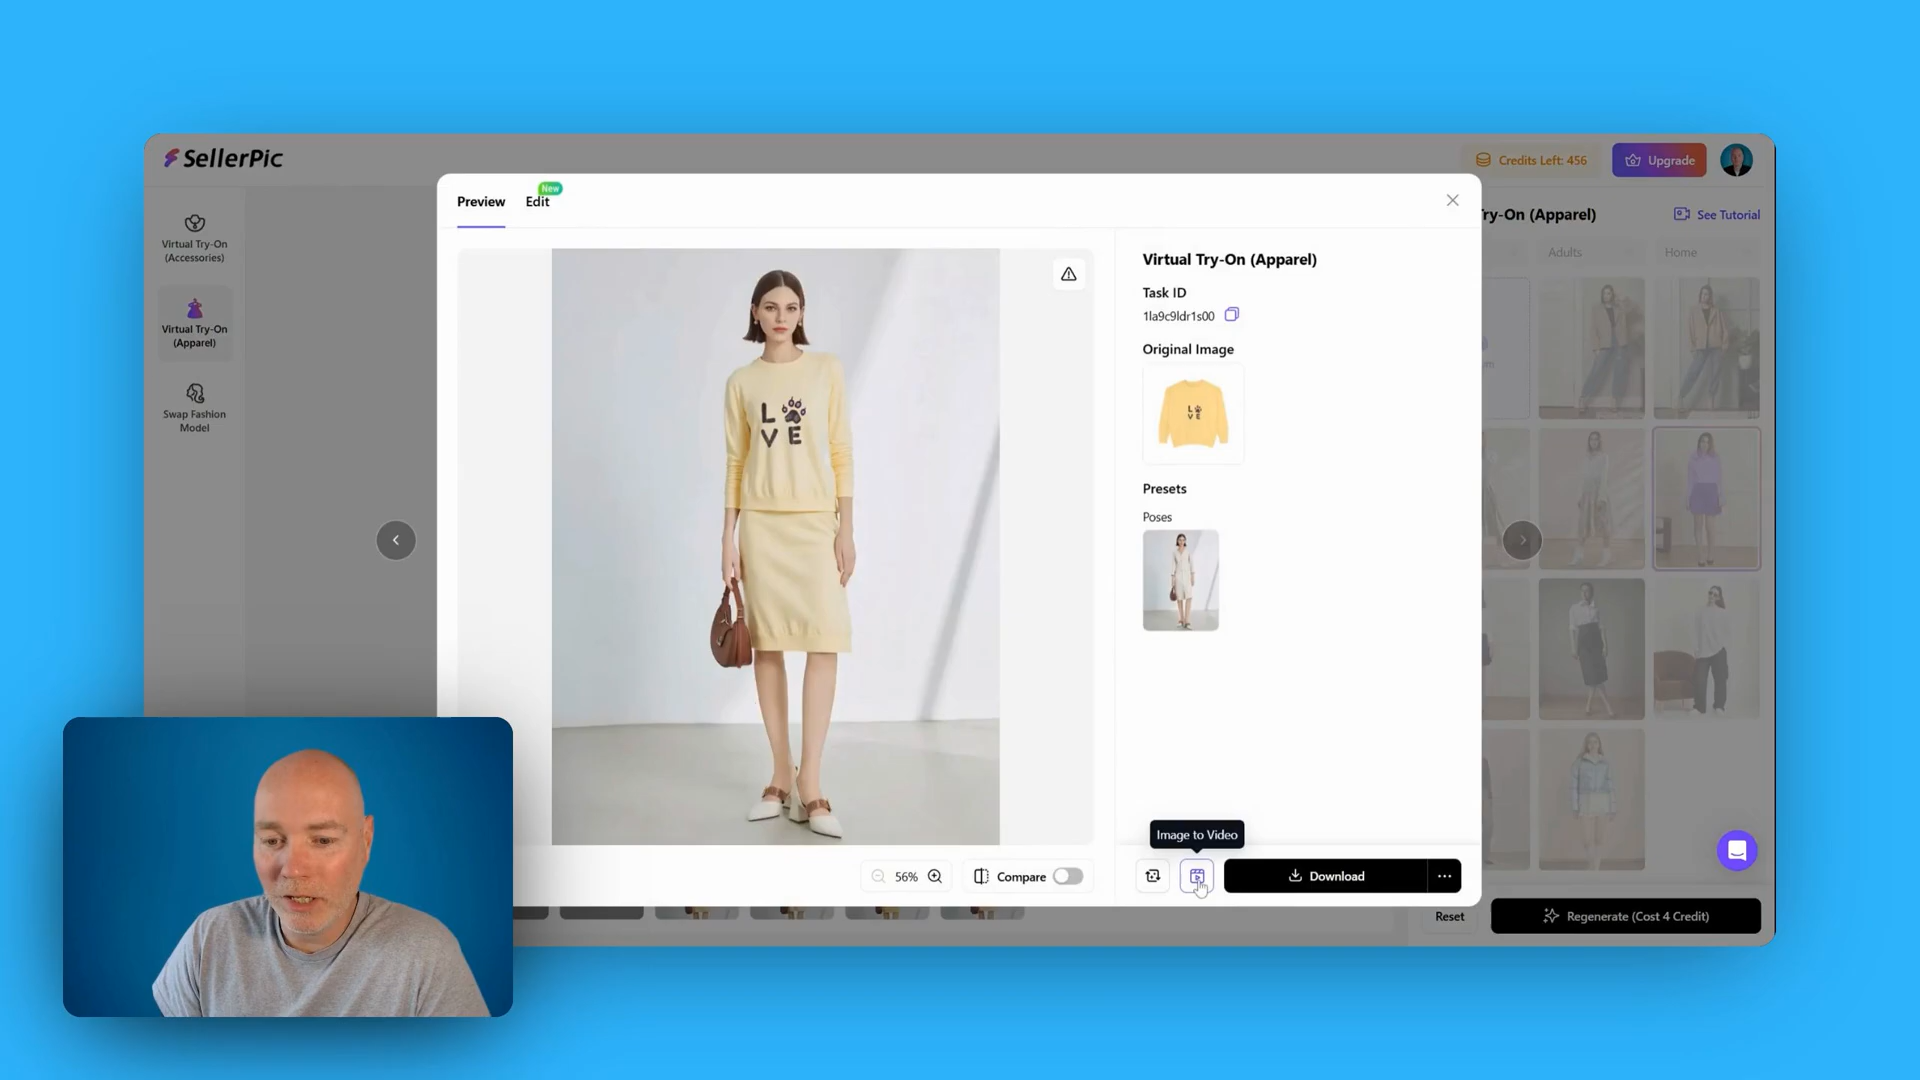 SellerPic
Credits Left: 456
Upgrade
Preview
Edit
New
Virtual Try-On
(Accessories)
Virtual Try-On
(Apparel)
Swap Fashion
Model
LOVE
Virtual Try-On (Apparel)
Task ID
1la9c9ldr1s00
Original Image
LOVE
Presets
Poses
Image to Video
56%
Compare
Download
ry-On (Apparel)
See Tutorial
Adults
Home
Reset
Regenerate (Cost 4 Credit)